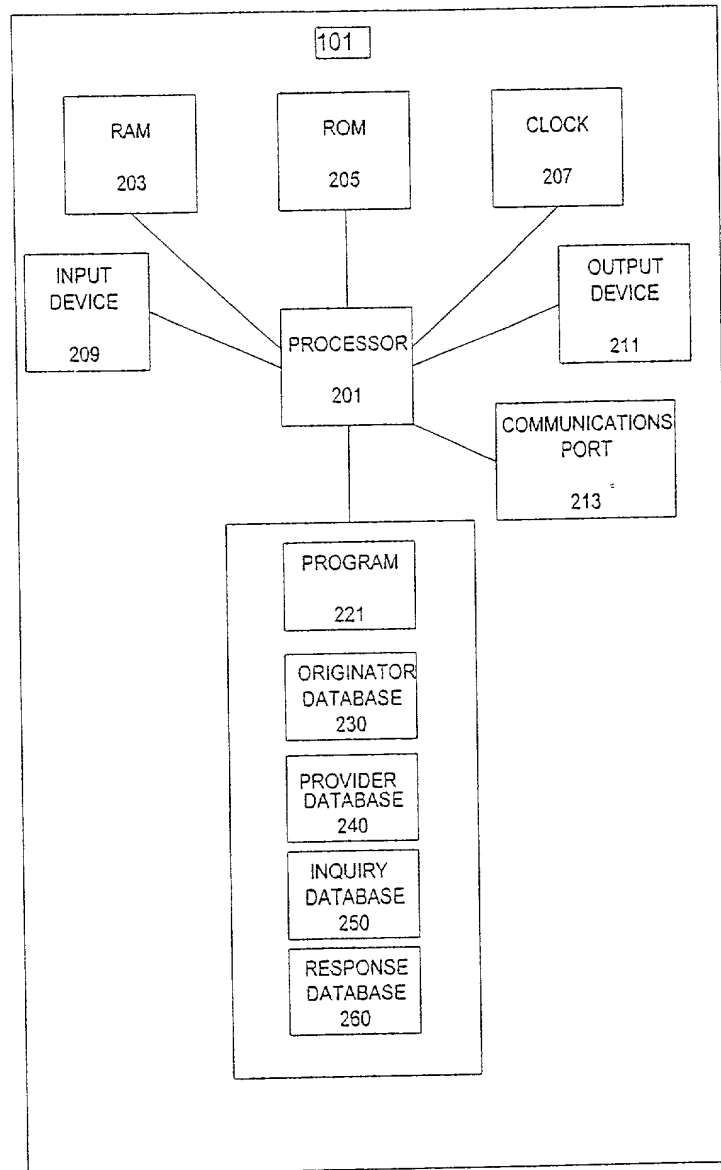 101
RAM
203
ROM
205
CLOCK
207
INPUT
DEVICE
209
PROCESSOR
201
OUTPUT
DEVICE
211
COMMUNICATIONS
PORT
213
PROGRAM
221
ORIGINATOR
DATABASE
230
PROVIDER
DATABASE
240
INQUIRY
DATABASE
250
RESPONSE
DATABASE
260